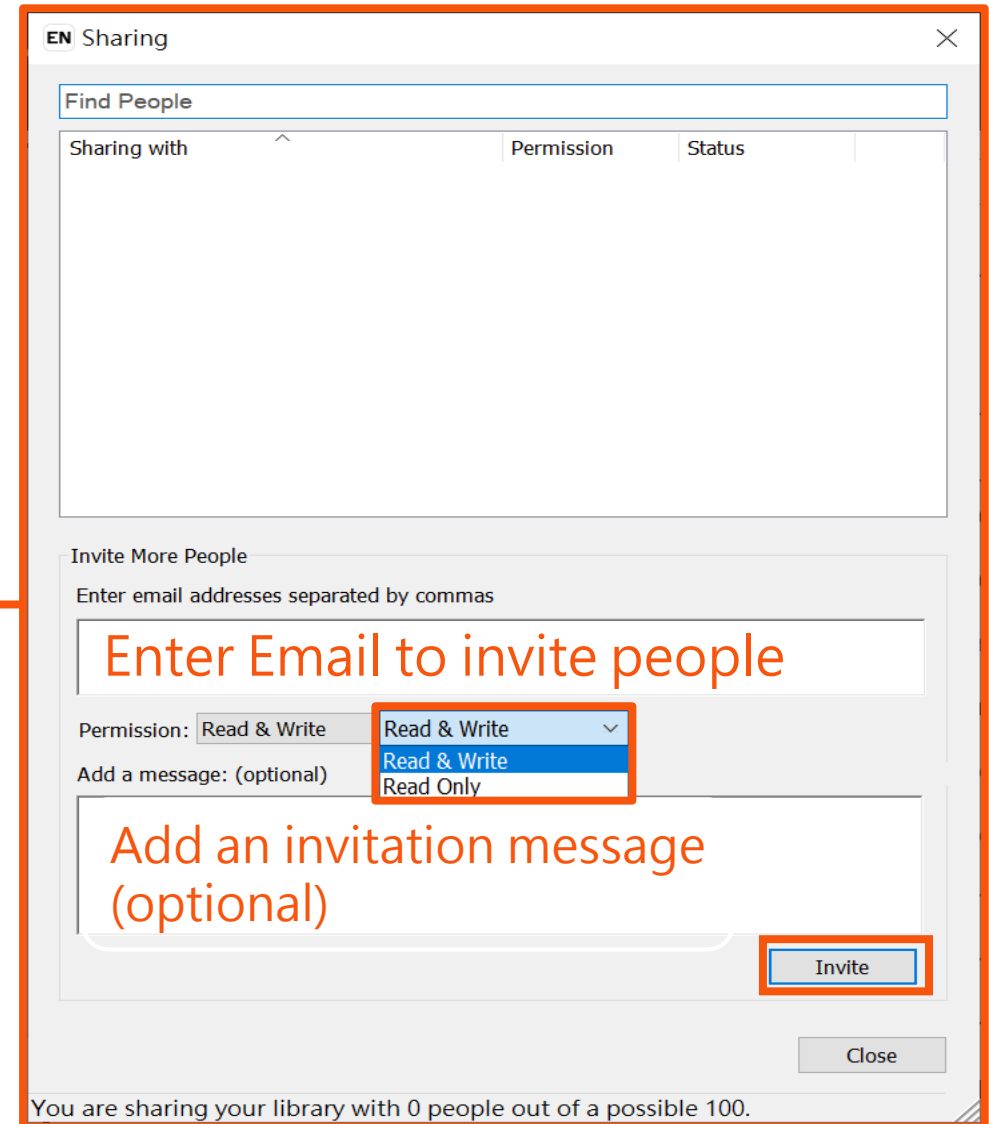 EN Sharing
Find People
Sharing with Permission Status
Invite More People
Enter email addresses separated by commas
Enter Email to invite people
Permission: Read & Write Read & Write
Read & Write
Add a message: (optional)
Read Only
Add an invitation message
(optional)
Invite
Close
You are sharing your library with 0 people out of a possible 100.